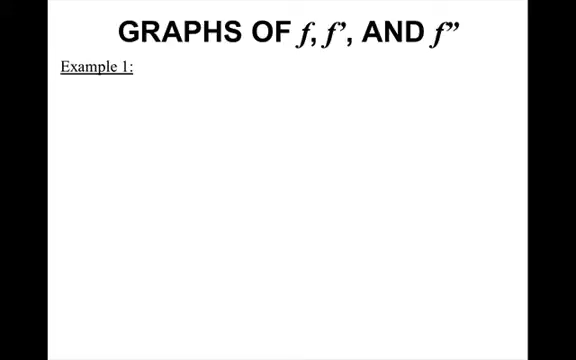 GRAPHS OF f, f’, AND f”
Example 1: